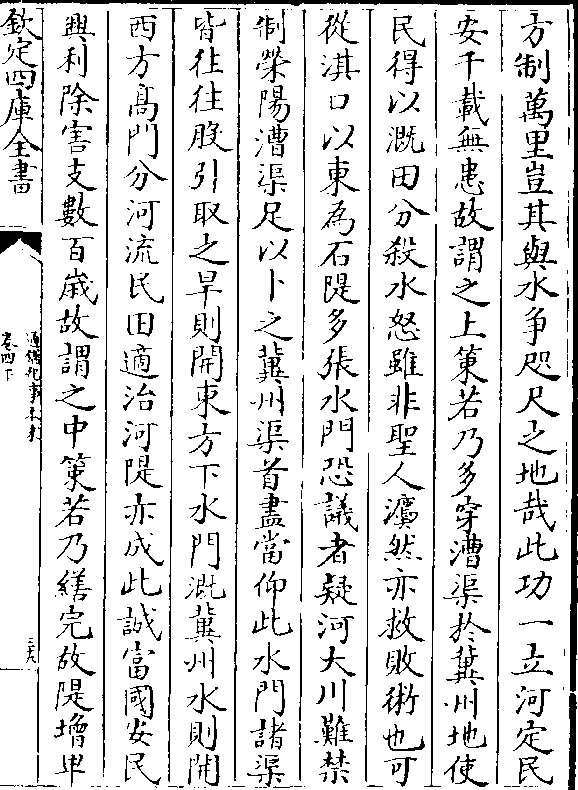 方制萬里豈其與水争咫尺之地哉此功一立河定民
安千載無患故謂之上策若乃多穿漕渠於冀州地使
民得以溉田分殺水怒雖非聖人灋然亦救敗術也可
從淇口以東為石隄多張水門恐議者疑河大川難禁
制滎陽漕渠足以卜之冀州渠首盡當仰此水門諸渠
皆往往股引取之旱則開東方下水門溉冀州水則開
西方髙門分河流民田適治河隄亦成此誠富國安民
興利除害支數百歲故謂之中策若乃繕完故隄增卑
欽定四庫全書
通鑑紀事本末
卷四下